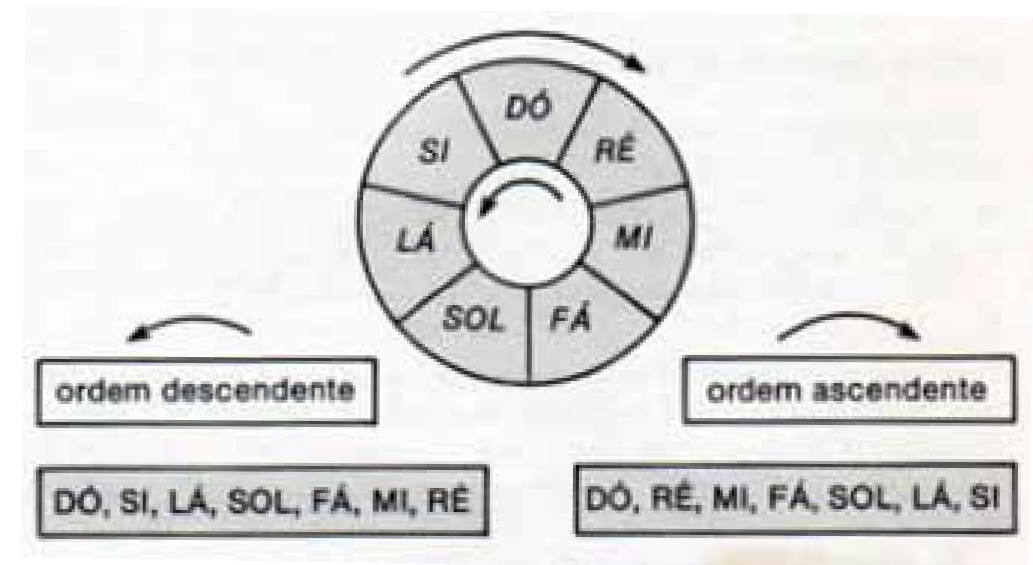 DÓ
RÉ
MI
FÁ
SOL
LÁ
SI
ordem descendente
ordem ascendente
DÓ, SI, LÁ, SOL, FÁ, MI, RÉ
DÓ, RÉ, MI, FÁ, SOL, LÁ, SI